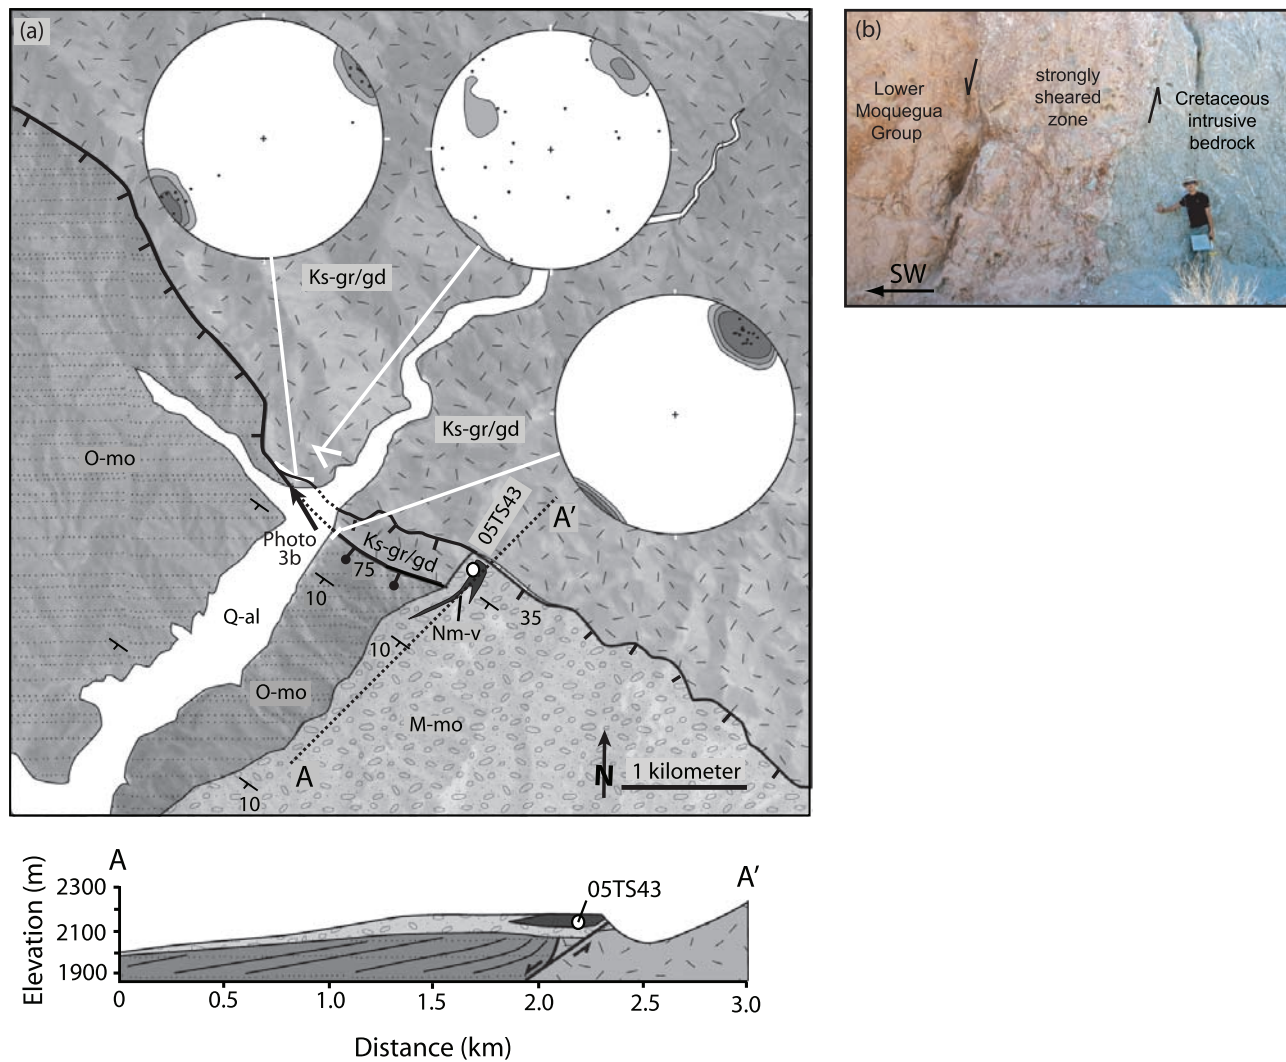 (a)
Ks-gr/gd
Ks-gr/gd
O-mo
05TS43
A'
Photo
3b
Ks-gr/gd
75
10
35
Q-al
Nm-v
10
O-mo
M-mo
A
N
1 kilometer
10
(b)
Lower
Moquegua
Group
strongly
sheared
zone
Cretaceous
intrusive
bedrock
SW
A
A'
Elevation (m)
2300
2100
1900
05TS43
0
0.5
1.0
1.5
2.0
2.5
3.0
Distance (km)